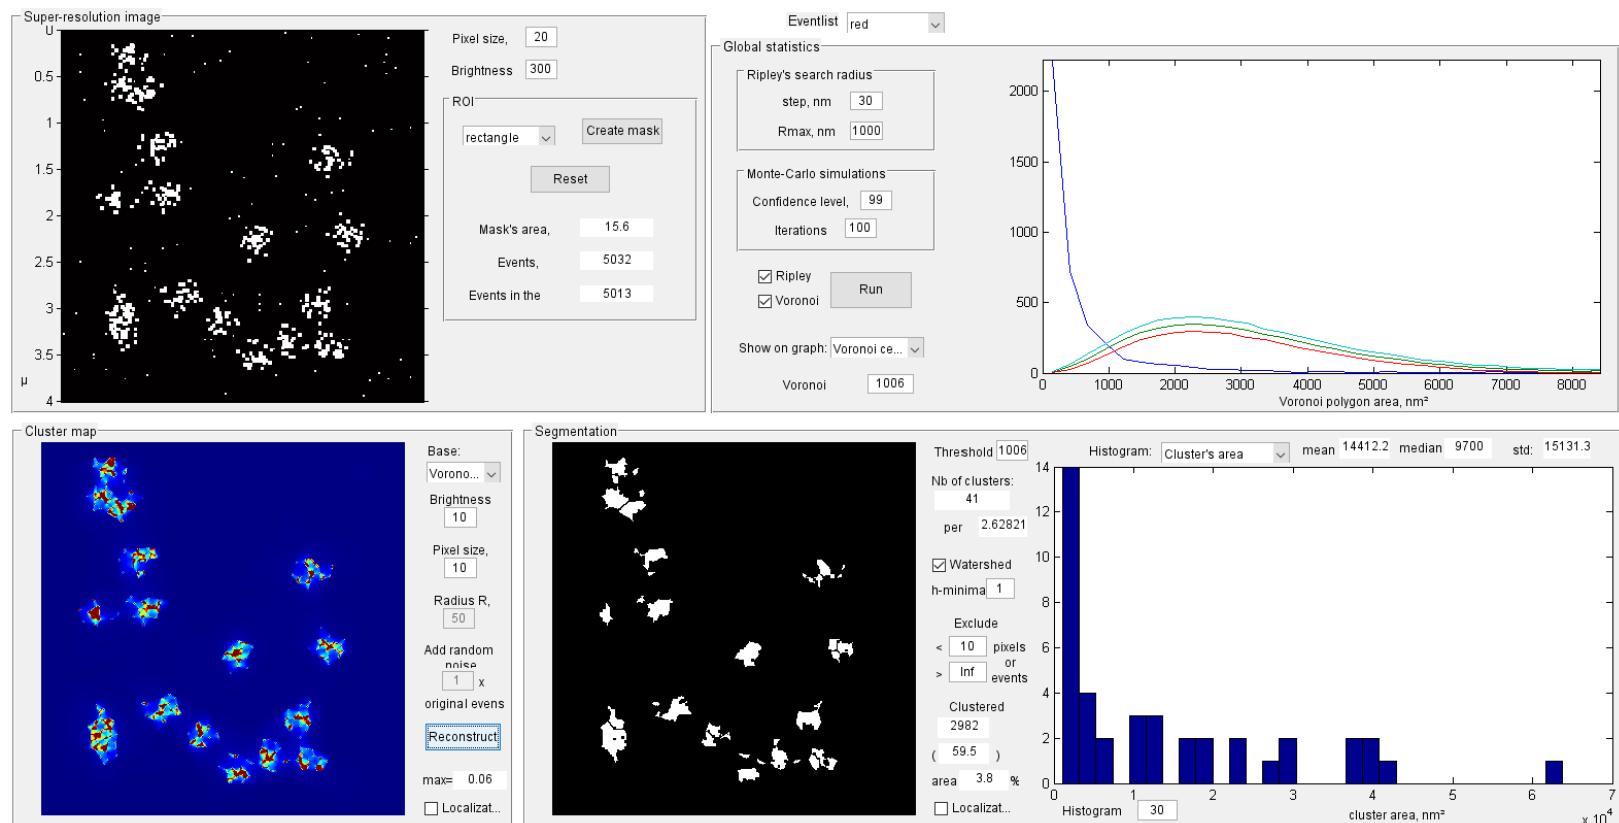 Super-resolution image
0
0.5
1
1.5
2
2.5
3
3.5
4
µ
Pixel size, 20
Brightness 300
ROI
rectangle Create mask
Reset
Mask's area, 15.6
Events, 5032
Events in the 5013
Eventlist red
Global statistics
Ripley's search radius
step, nm 30
Rmax, nm 1000
Monte-Carlo simulations
Confidence level, 99
Iterations 100
Ripley
Voronoi
Run
Show on graph: Voronoi ce...
Voronoi 1006
2000
1500
1000
500
0
0 1000 2000 3000 4000 5000 6000 7000 8000
Voronoi polygon area, nm²
Cluster map
Base:
Vorono...
Brightness
10
Pixel size,
10
Radius R,
50
Add random
noise
1 x
original evens
Reconstruct
max= 0.06
Localizat...
Segmentation
Threshold 1006
Nb of clusters:
41
per 2.62821
Watershed
h-minima 1
Exclude
< 10 pixels
or
> Inf events
Clustered
2982
( 59.5 )
area 3.8 %
Localizat...
Histogram: Cluster's area mean 14412.2 median 9700 std: 15131.3
14
12
10
8
6
4
2
0
0 1 2 3 4 5 6 7
x 10⁴
cluster area, nm²
Histogram 30